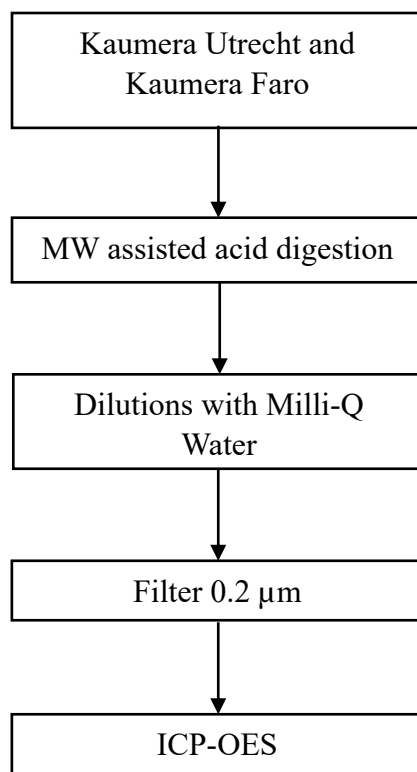 Kaumera Utrecht and
Kaumera Faro
MW assisted acid digestion
Dilutions with Milli-Q
Water
Filter 0.2 µm
ICP-OES